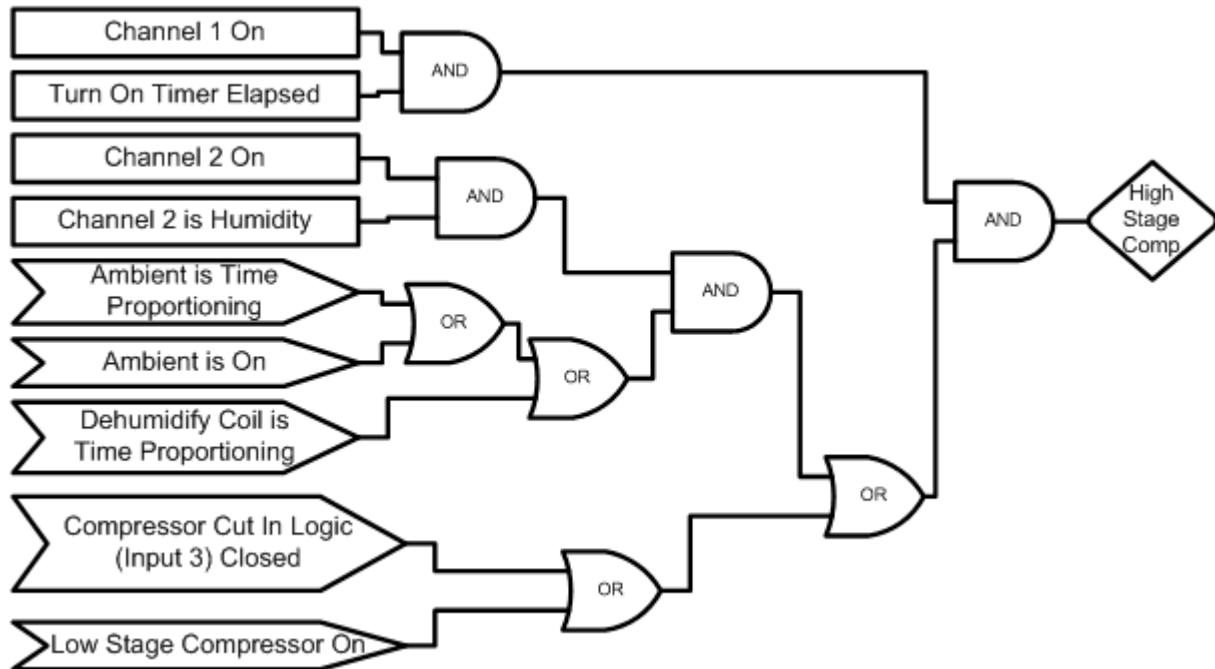 Channel 1 On
AND
Turn On Timer Elapsed
Channel 2 On
AND
Channel 2 is Humidity
AND
High
Stage
Comp
Ambient is Time
Proportioning
AND
OR
Ambient is On
OR
Dehumidify Coil is
Time Proportioning
OR
Compressor Cut In Logic
(Input 3) Closed
OR
Low Stage Compressor On